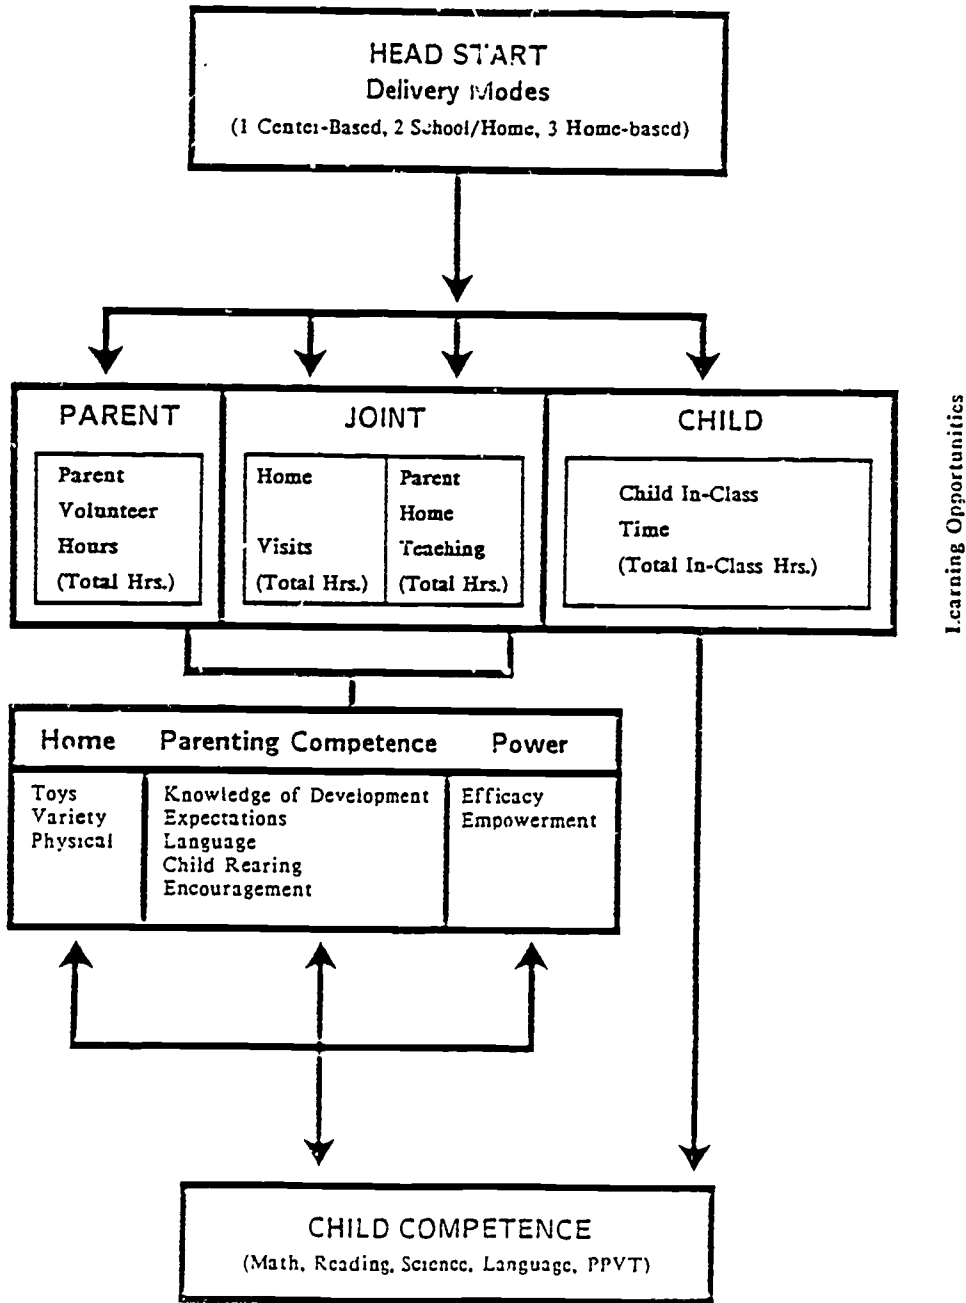 HEAD START
Delivery Modes
(1 Center-Based, 2 School/Home, 3 Home-based)
PARENT
Parent
Volunteer
Hours
(Total Hrs.)
JOINT
Home
Visits
(Total Hrs.)
Parent
Home
Teaching
(Total Hrs.)
CHILD
Child In-Class
Time
(Total In-Class Hrs.)
Learning Opportunities
Home
Toys
Variety
Physical
Parenting Competence
Knowledge of Development
Expectations
Language
Child Rearing
Encouragement
Power
Efficacy
Empowerment
CHILD COMPETENCE
(Math, Reading, Science, Language, PPVT)